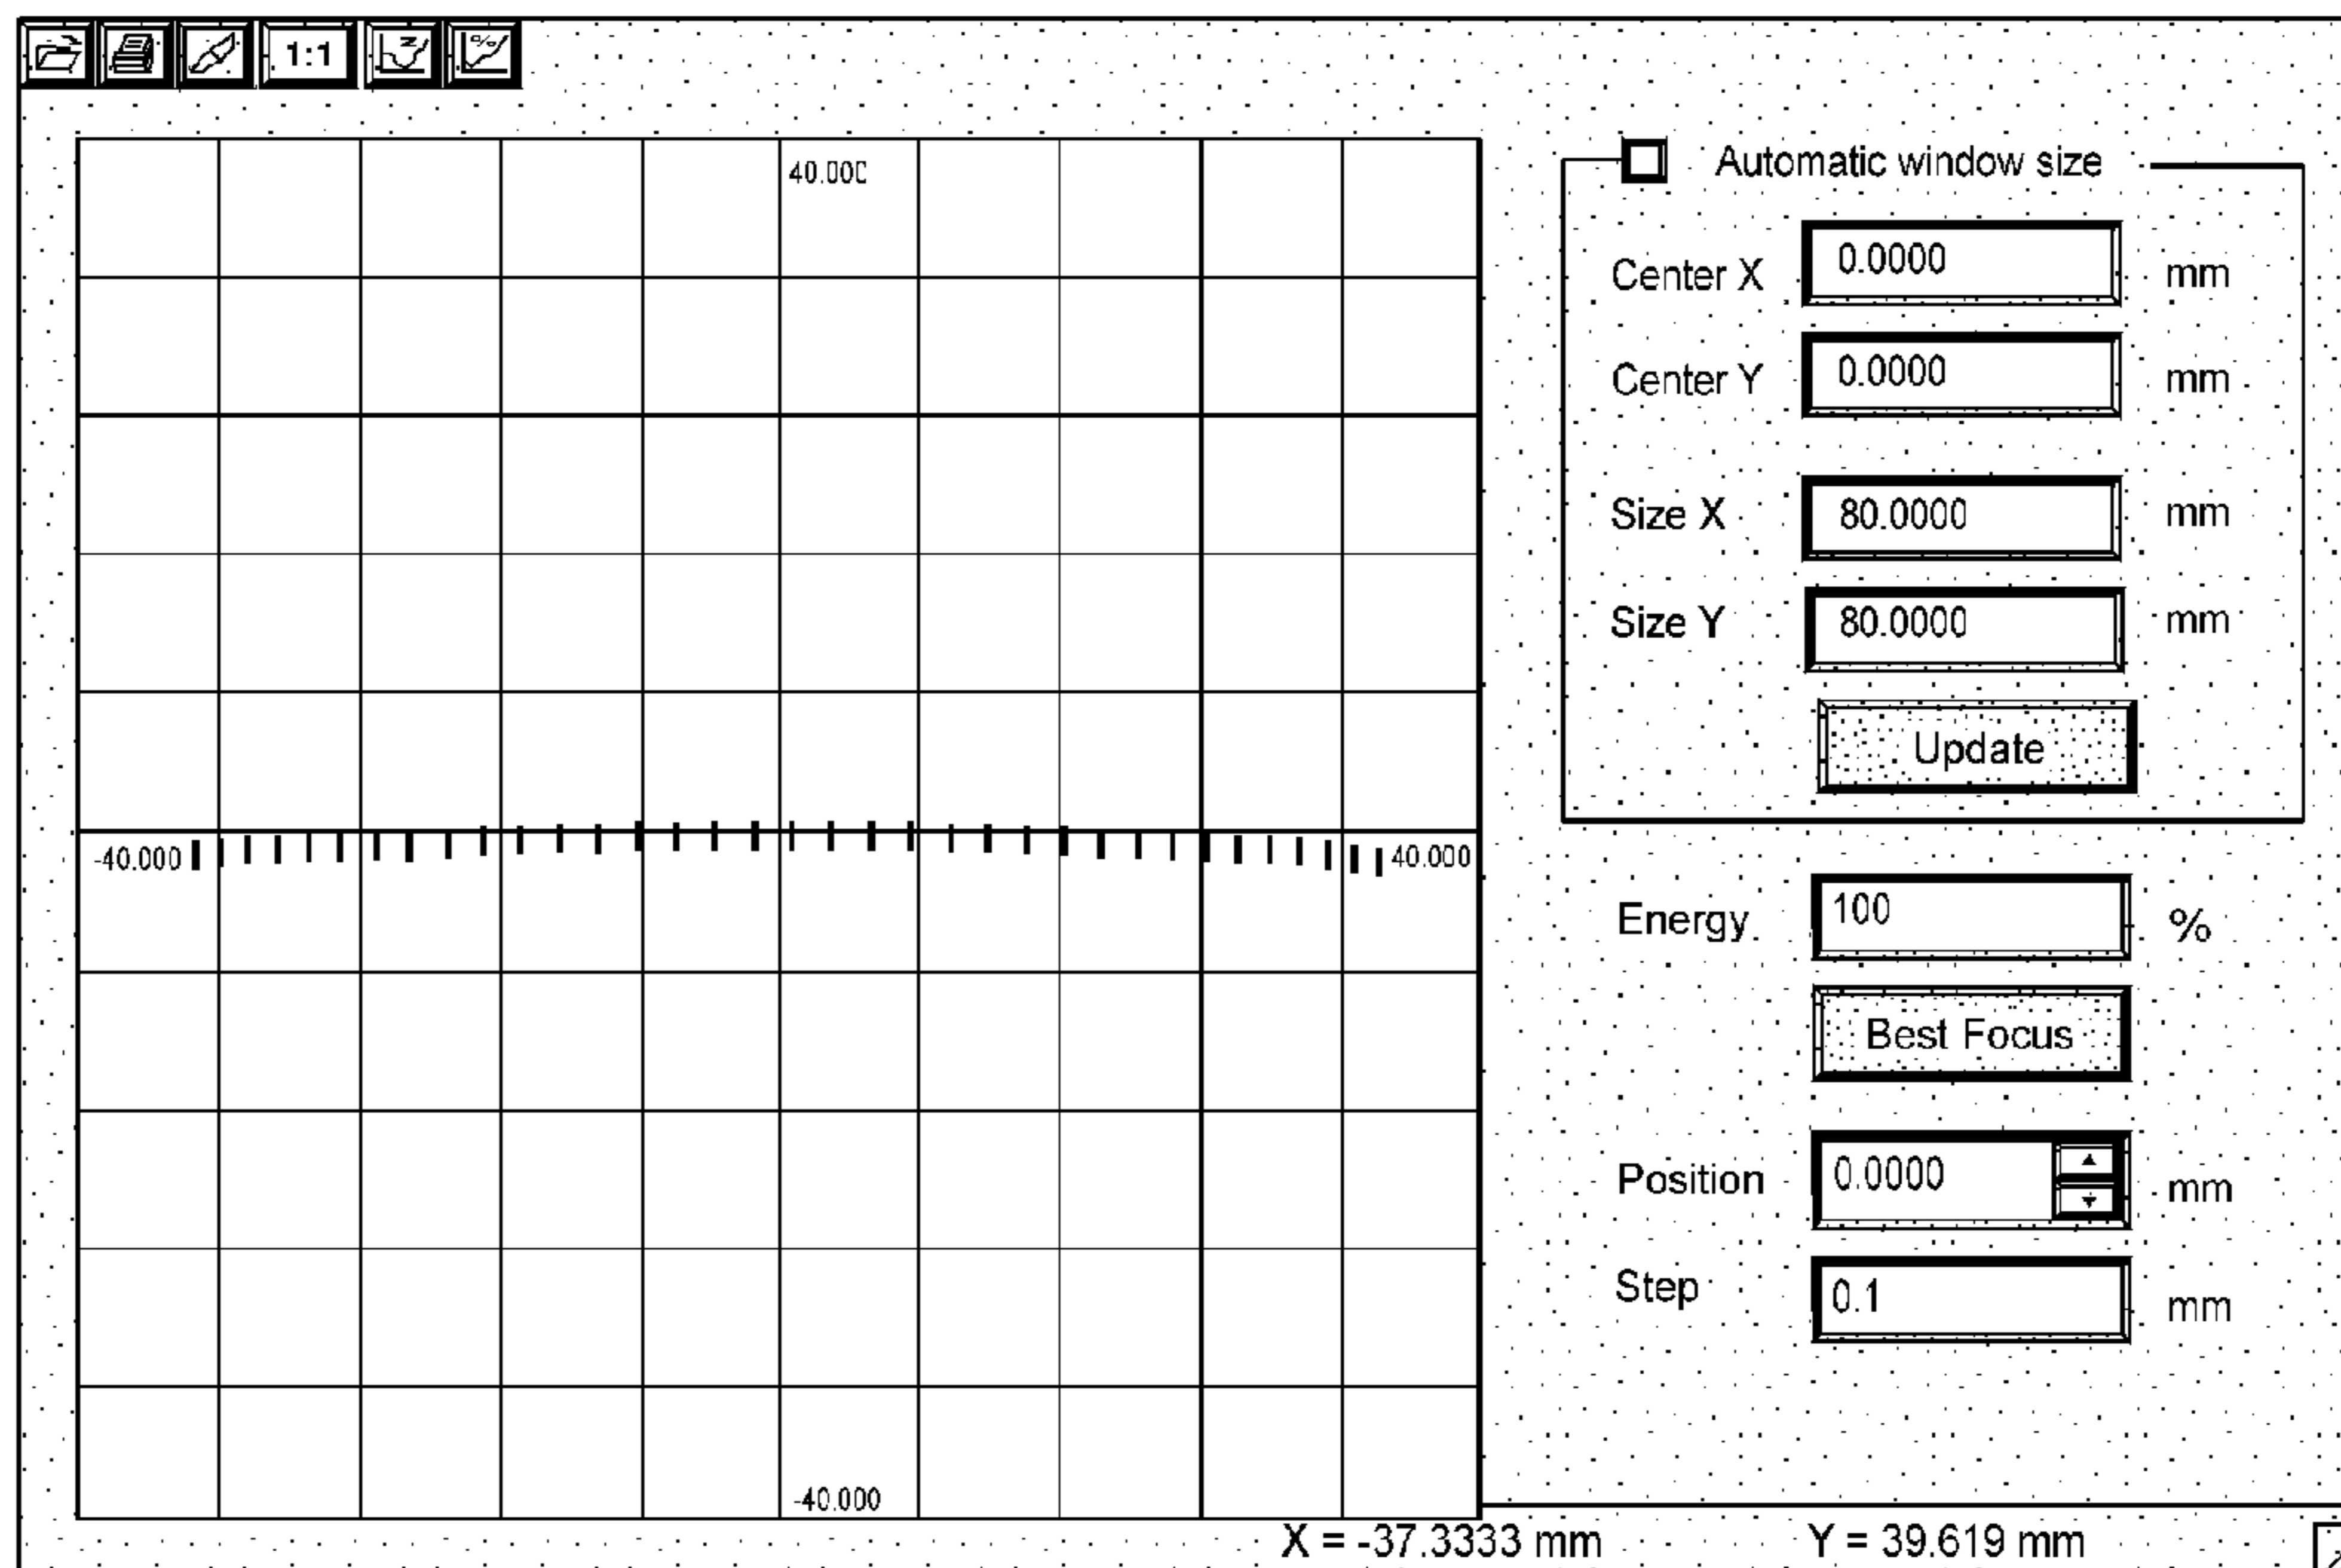 1:1
Z
%
40.000
-40.000
40.000
-40.000
Automatic window size
Center X 0.0000 mm
Center Y 0.0000 mm
Size X 80.0000 mm
Size Y 80.0000 mm
Update
Energy 100 %
Best Focus
Position 0.0000 mm
Step 0.1 mm
X = -37.3333 mm Y = 39.619 mm